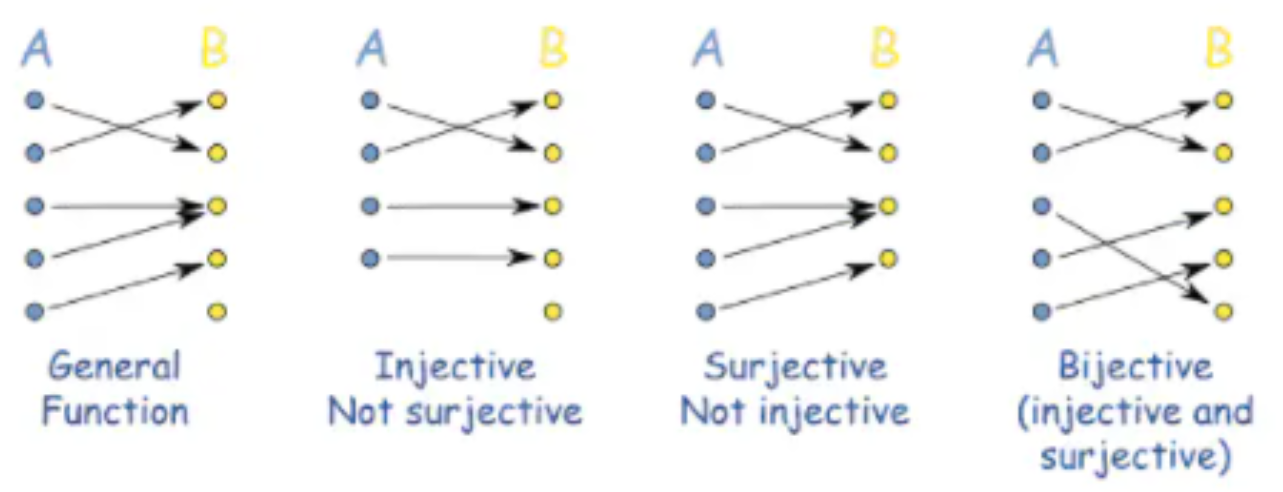 A B A B A B A B
General
Function
Injective
Not surjective
Surjective
Not injective
Bijective
(injective and
surjective)